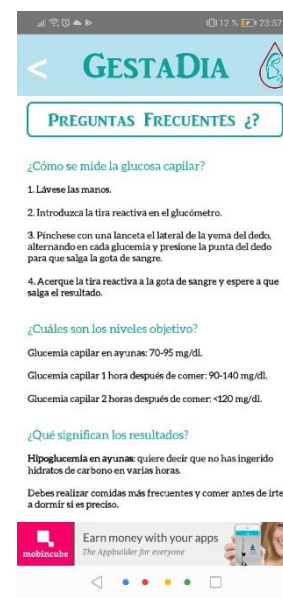 12 % 23:57
<
GESTADIA
PREGUNTAS FRECUENTES ¿?
¿Cómo se mide la glucosa capilar?
1. Lávese las manos.
2. Introduzca la tira reactiva en el glucómetro.
3. Pínchese con una lanceta el lateral de la yema del dedo,
alternando en cada glucemia y presione la punta del dedo
para que salga la gota de sangre.
4. Acerque la tira reactiva a la gota de sangre y espere a que
salga el resultado.
¿Cuáles son los niveles objetivo?
Glucemia capilar en ayunas: 70-95 mg/dl.
Glucemia capilar 1 hora después de comer: 90-140 mg/dl.
Glucemia capilar 2 horas después de comer: <120 mg/dl.
¿Qué significan los resultados?
Hipoglucemia en ayunas: quiere decir que no has ingerido
hidratos de carbono en varias horas.
Debes realizar comidas más frecuentes y comer antes de irte
a dormir si es preciso.
mobincube
Earn money with your apps
The Appbuilder for everyone